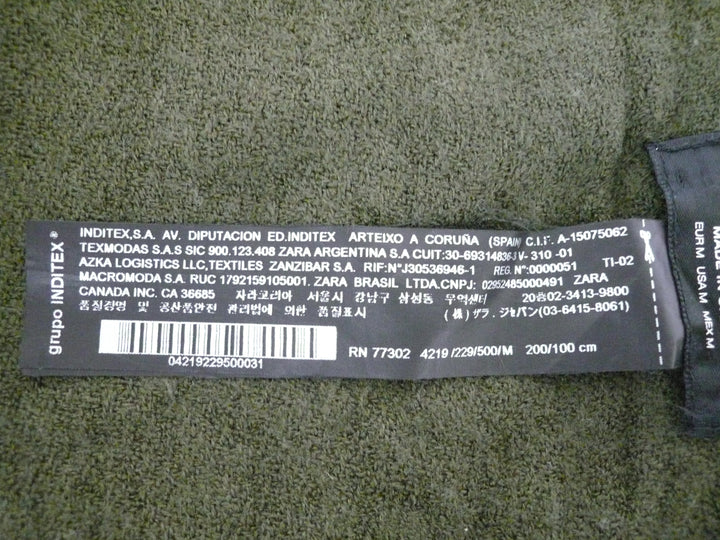 grupo INDITEX ®
INDITEX,S.A. AV. DIPUTACION ED.INDITEX ARTEIXO A CORUÑA (SPAIN) C.I.F. A-15075062
TEXMODAS S.A.S SIC 900.123.408 ZARA ARGENTINA S.A CUIT:30-69314836- V- 310 -01
AZKA LOGISTICS LLC,TEXTILES ZANZIBAR S.A. RIF:N°J30536946-1 REG. N°:0000051 TI-02
MACROMODA S.A. RUC 1792159105001. ZARA BRASIL LTDA.CNPJ: 02952485000491 ZARA
CANADA INC. CA 36685 자라코리아 서울시 강남구 삼성동 무역센터 20층02-3413-9800
품질설명 및 공산품안전 관리법에 의한 품질표시 (株) ザラ.ジャパン(03-6415-8061)
04219229500031
RN 77302 4219 /229/500/M 200/100 cm
EUR M USA M MEX M